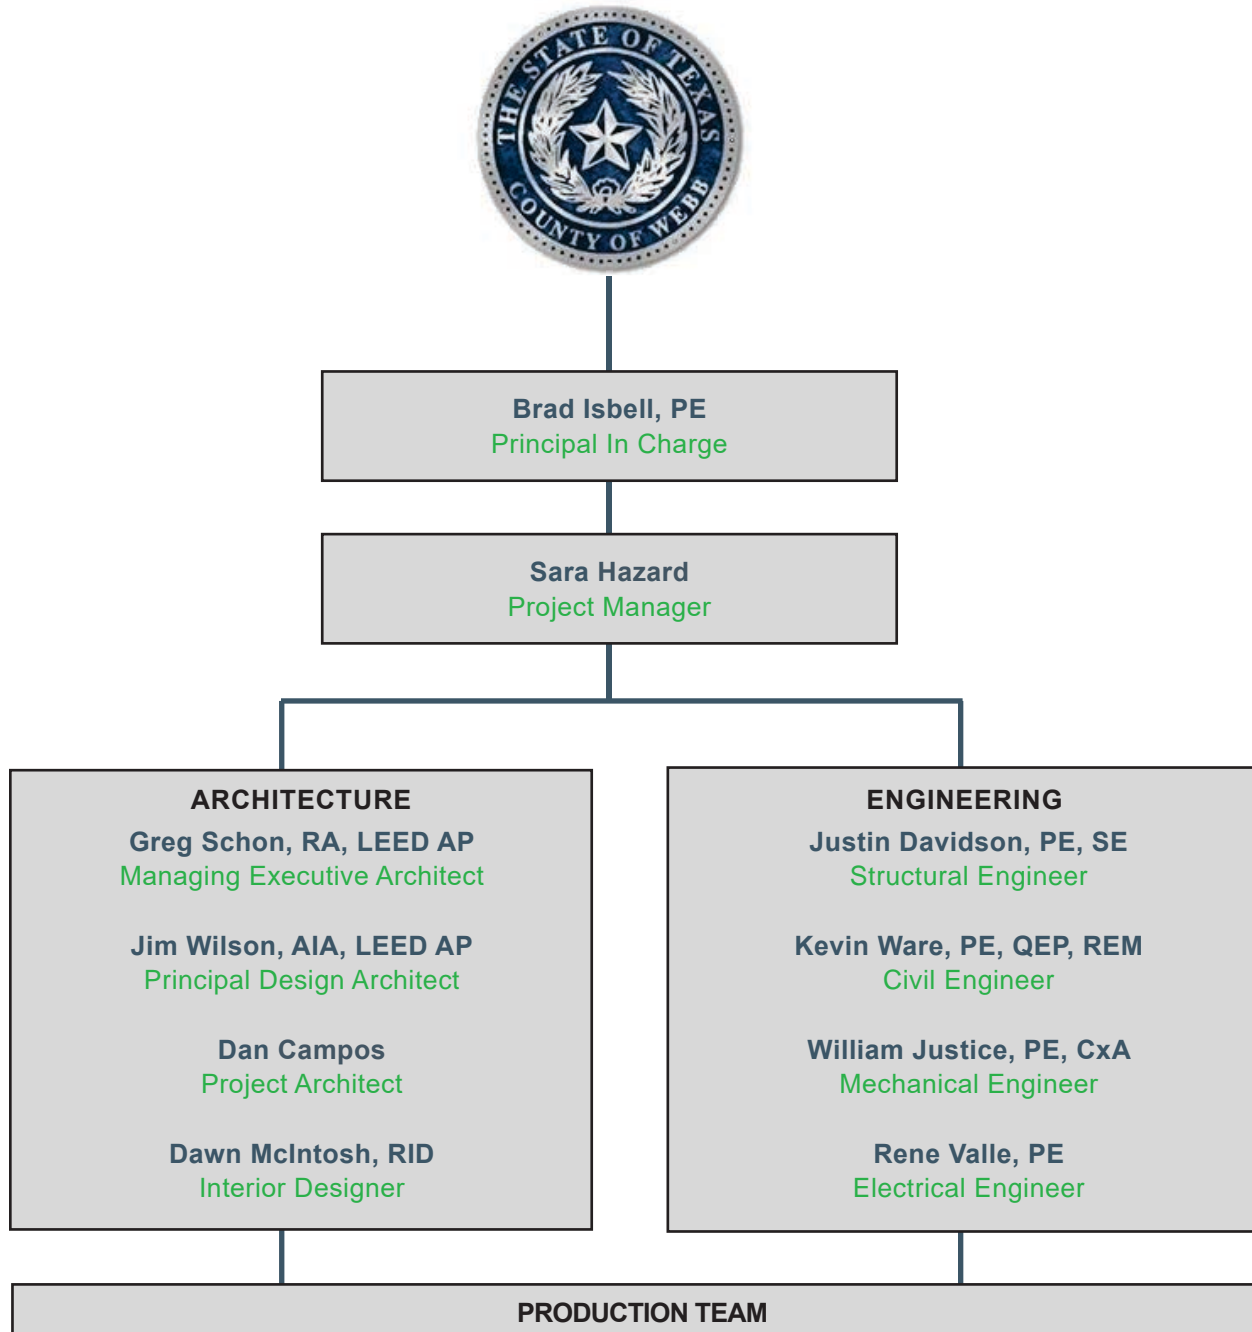 THE STATE OF TEXAS
COUNTY OF WEBB
Brad Isbell, PE
Principal In Charge
Sara Hazard
Project Manager
ARCHITECTURE
Greg Schon, RA, LEED AP
Managing Executive Architect
Jim Wilson, AIA, LEED AP
Principal Design Architect
Dan Campos
Project Architect
Dawn McIntosh, RID
Interior Designer
ENGINEERING
Justin Davidson, PE, SE
Structural Engineer
Kevin Ware, PE, QEP, REM
Civil Engineer
William Justice, PE, CxA
Mechanical Engineer
Rene Valle, PE
Electrical Engineer
PRODUCTION TEAM